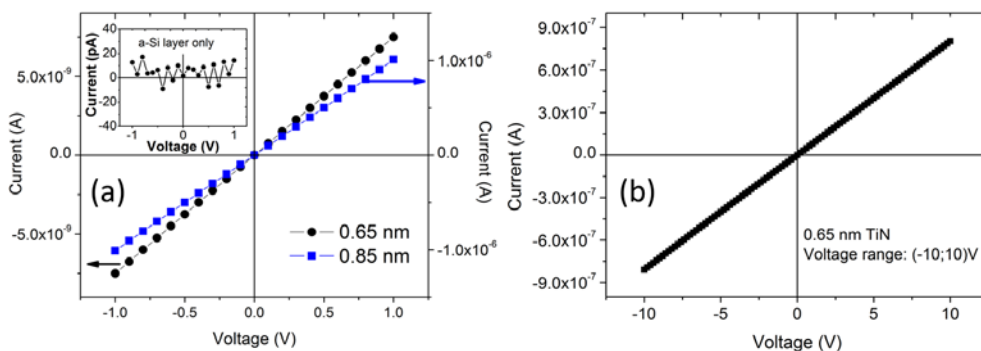 a-Si layer only
Current (pA)
40
20
0
-20
-40
-1
0
1
Voltage (V)
Current (A)
5.0x10⁻⁹
0.0
-5.0x10⁻⁹
(a)
0.65 nm
0.85 nm
-1.0
-0.5
0.0
0.5
1.0
Voltage (V)
1.0x10⁻⁶
0.0
-1.0x10⁻⁶
Current (A)
9.0x10⁻⁷
6.0x10⁻⁷
3.0x10⁻⁷
0.0
-3.0x10⁻⁷
-6.0x10⁻⁷
-9.0x10⁻⁷
Current (A)
(b)
0.65 nm TiN
Voltage range: (-10;10)V
-10
-5
0
5
10
Voltage (V)